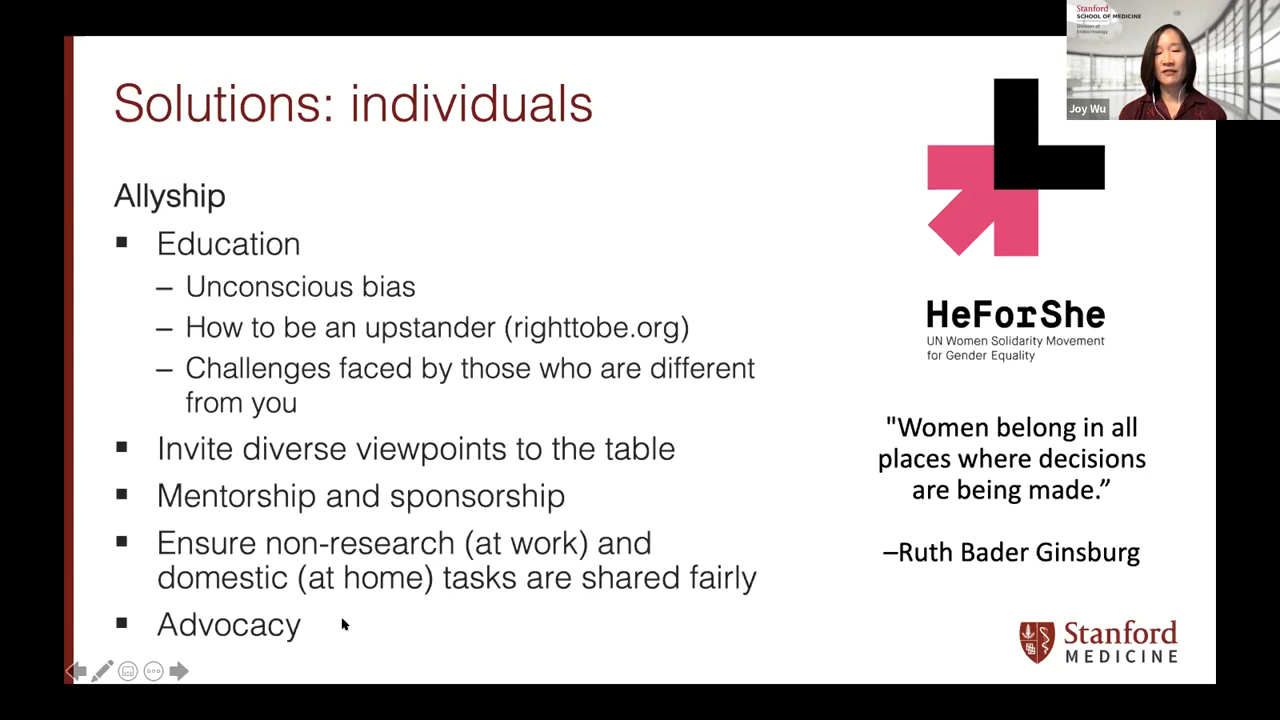 Stanford
SCHOOL OF MEDICINE
Division of
Endocrinology
Joy Wu
Solutions: individuals
Allyship
▪ Education
– Unconscious bias
– How to be an upstander (righttobe.org)
– Challenges faced by those who are different
from you
▪ Invite diverse viewpoints to the table
▪ Mentorship and sponsorship
▪ Ensure non-research (at work) and
domestic (at home) tasks are shared fairly
▪ Advocacy
HeForShe
UN Women Solidarity Movement
for Gender Equality
"Women belong in all
places where decisions
are being made.”
–Ruth Bader Ginsburg
Stanford
MEDICINE